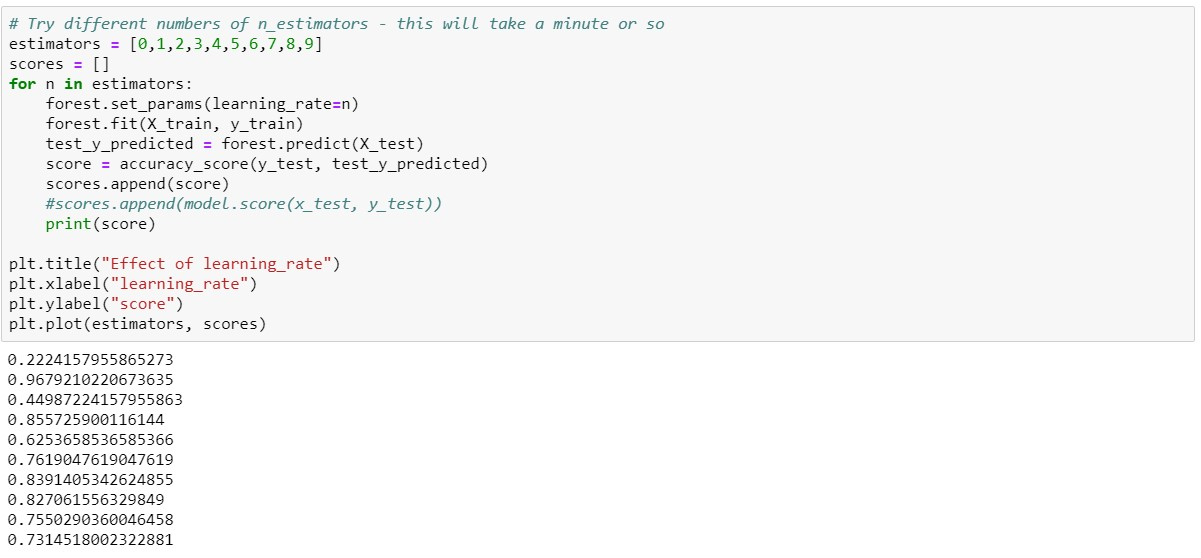 # Try different numbers of n_estimators - this will take a minute or so
estimators = [0,1,2,3,4,5,6,7,8,9]
scores = []
for n in estimators:
    forest.set_params(learning_rate=n)
    forest.fit(X_train, y_train)
    test_y_predicted = forest.predict(X_test)
    score = accuracy_score(y_test, test_y_predicted)
    scores.append(score)
    #scores.append(model.score(x_test, y_test))
    print(score)
plt.title("Effect of learning_rate")
plt.xlabel("learning_rate")
plt.ylabel("score")
plt.plot(estimators, scores)
0.2224157955865273
0.9679210220673635
0.44987224157955863
0.855725900116144
0.6253658536585366
0.7619047619047619
0.8391405342624855
0.827061556329849
0.7550290360046458
0.7314518002322881